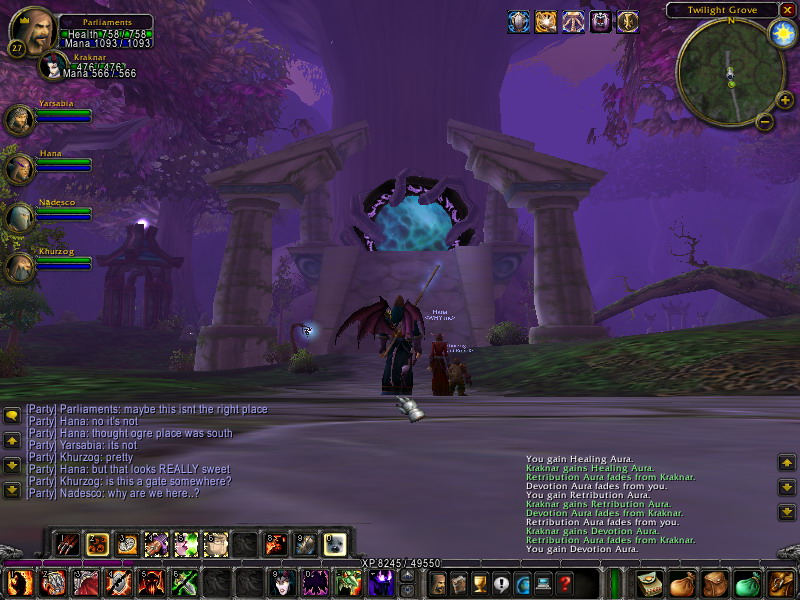 Parliaments
Health 758 / 758
Mana 1093 / 1093
27
Kraknar
476/ 476
Mana 566/ 566
Twilight Grove
N
Yarsabia
Hana
Nadesco
Khurzog
Hana
[Party] Parliaments: maybe this isnt the right place
[Party] Hana: no it's not
[Party] Hana: thought ogre place was south
[Party] Yarsabia: its not
[Party] Khurzog: pretty
[Party] Hana: but that looks REALLY sweet
[Party] Khurzog: is this a gate somewhere?
[Party] Nadesco: why are we here..?
You gain Healing Aura.
Kraknar gains Healing Aura.
Retribution Aura fades from Kraknar.
Devotion Aura fades from you.
You gain Retribution Aura.
Kraknar gains Retribution Aura.
Devotion Aura fades from Kraknar.
Retribution Aura fades from you.
Kraknar gains Devotion Aura.
Retribution Aura fades from Kraknar.
You gain Devotion Aura.
XP 8245 / 49550